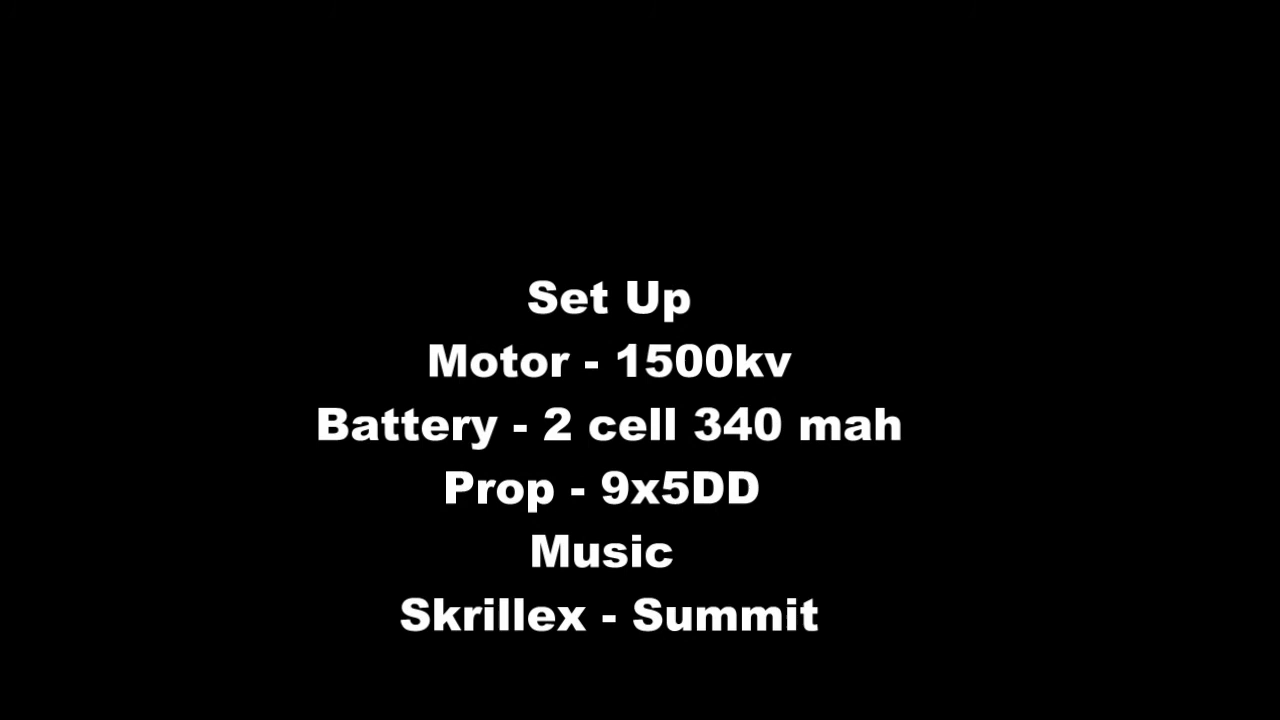 Set Up
Motor - 1500kv
Battery - 2 cell 340 mah
Prop - 9x5DD
Music
Skrillex - Summit